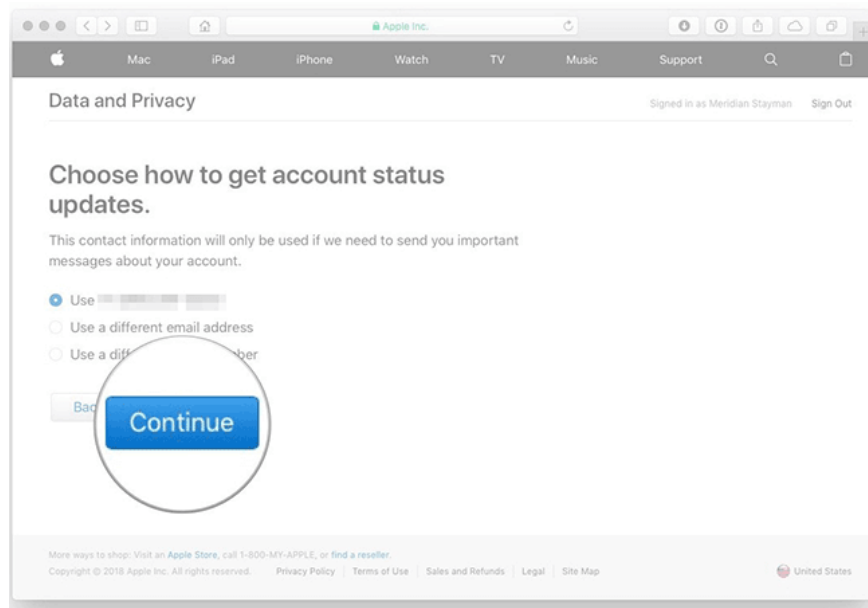 Apple Inc.
Mac iPad iPhone Watch TV Music Support
Data and Privacy
Signed in as Meridian Stayman Sign Out
Choose how to get account status
updates.
This contact information will only be used if we need to send you important
messages about your account.
Use
Use a different email address
Use a
Continue
More ways to shop: Visit an Apple Store, call 1-800-MY-APPLE, or find a reseller.
Copyright © 2018 Apple Inc. All rights reserved. Privacy Policy Terms of Use Sales and Refunds Legal Site Map
United States